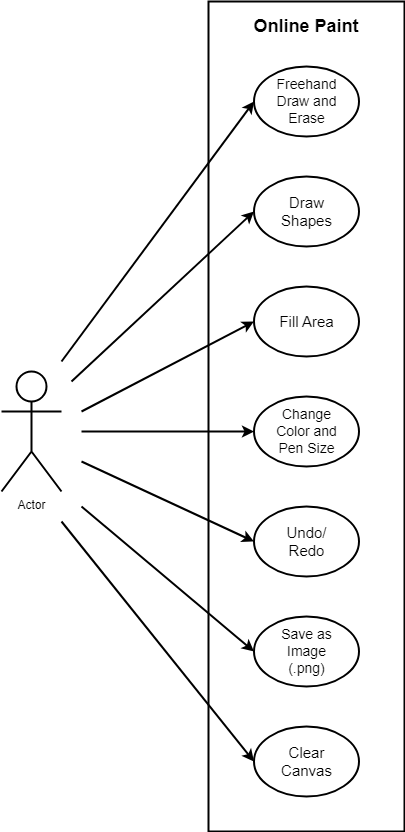 Online Paint
Freehand
Draw and
Erase
Draw
Shapes
Fill Area
Change
Color and
Pen Size
Actor
Undo/
Redo
Save as
Image
(.png)
Clear
Canvas